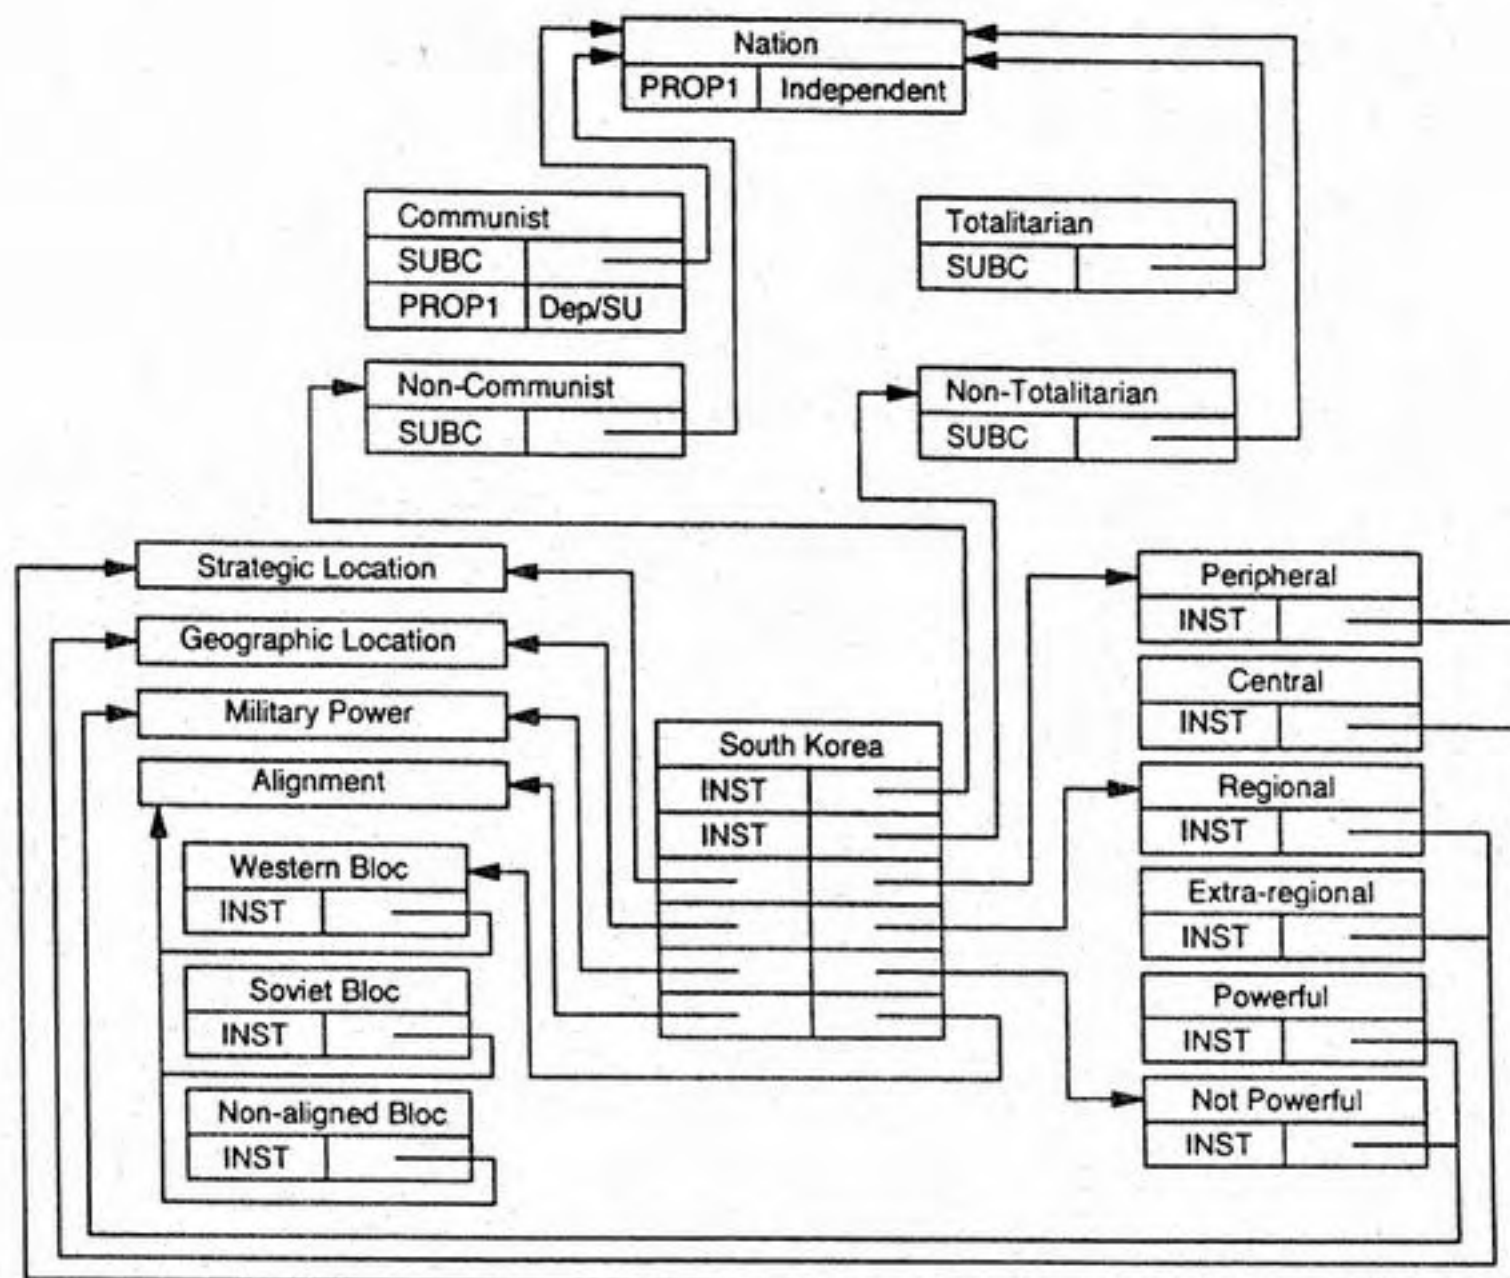 Nation
PROP1 Independent
Communist
SUBC
PROP1 Dep/SU
Totalitarian
SUBC
Non-Communist
SUBC
Non-Totalitarian
SUBC
Strategic Location
Geographic Location
Military Power
Alignment
Western Bloc
INST
Soviet Bloc
INST
Non-aligned Bloc
INST
South Korea
INST
INST
Peripheral
INST
Central
INST
Regional
INST
Extra-regional
INST
Powerful
INST
Not Powerful
INST